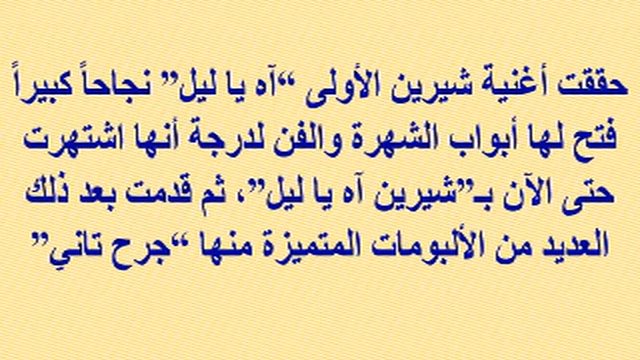 حققت أغنية شيرين الأولى “آه يا ليل” نجاحاً كبيراً
فتح لها أبواب الشهرة والفن لدرجة أنها اشتهرت
حتى الآن بـ”شيرين آه يا ليل”، ثم قدمت بعد ذلك
العديد من الألبومات المتميزة منها “جرح تاني”